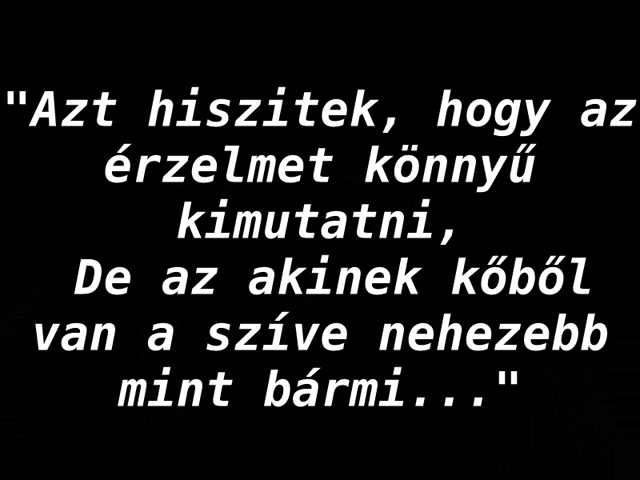 "Azt hiszitek, hogy az
érzelmet könnyű
kimutatni,
De az akinek kőből
van a szíve nehezebb
mint bármi..."